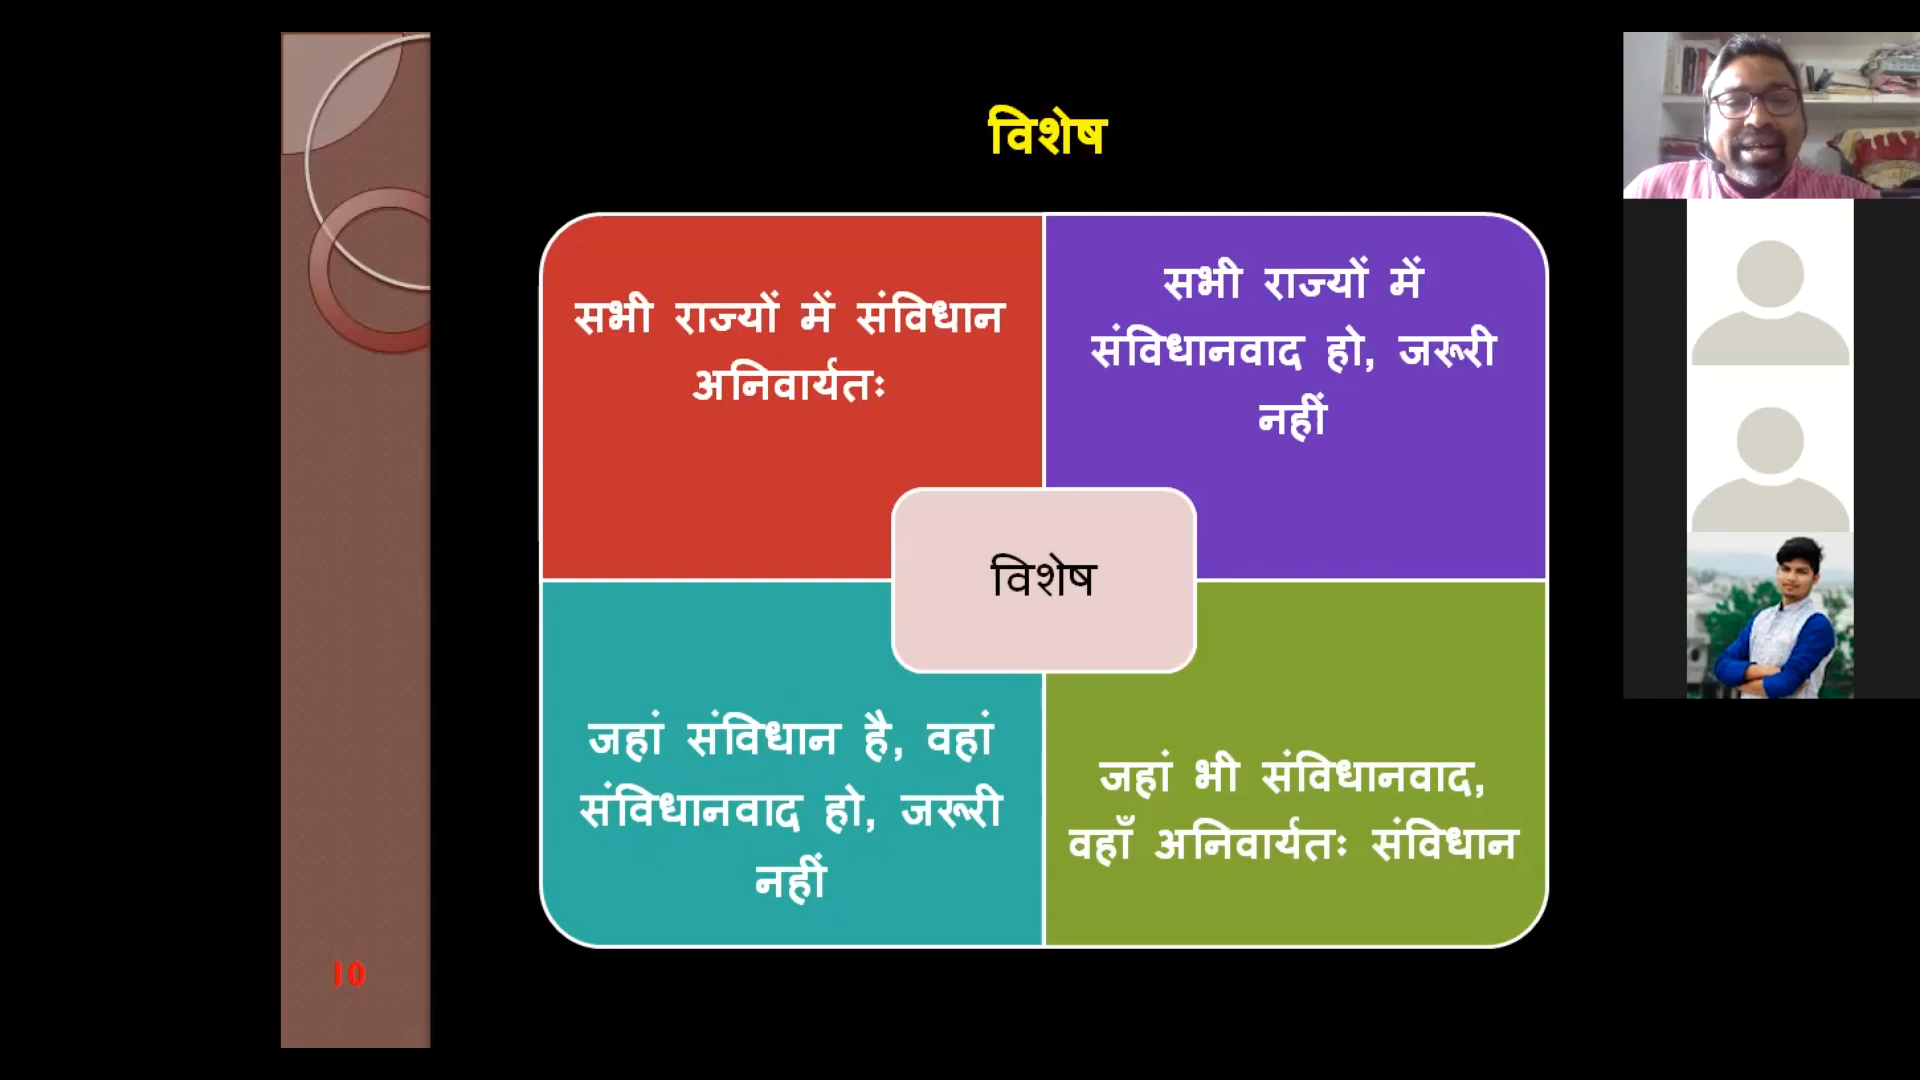 विशेष
सभी राज्यों में संविधान
अनिवार्यतः
सभी राज्यों में
संविधानवाद हो, जरूरी
नहीं
विशेष
जहां संविधान है, वहां
संविधानवाद हो, जरूरी
नहीं
जहां भी संविधानवाद,
वहाँ अनिवार्यतः संविधान
10